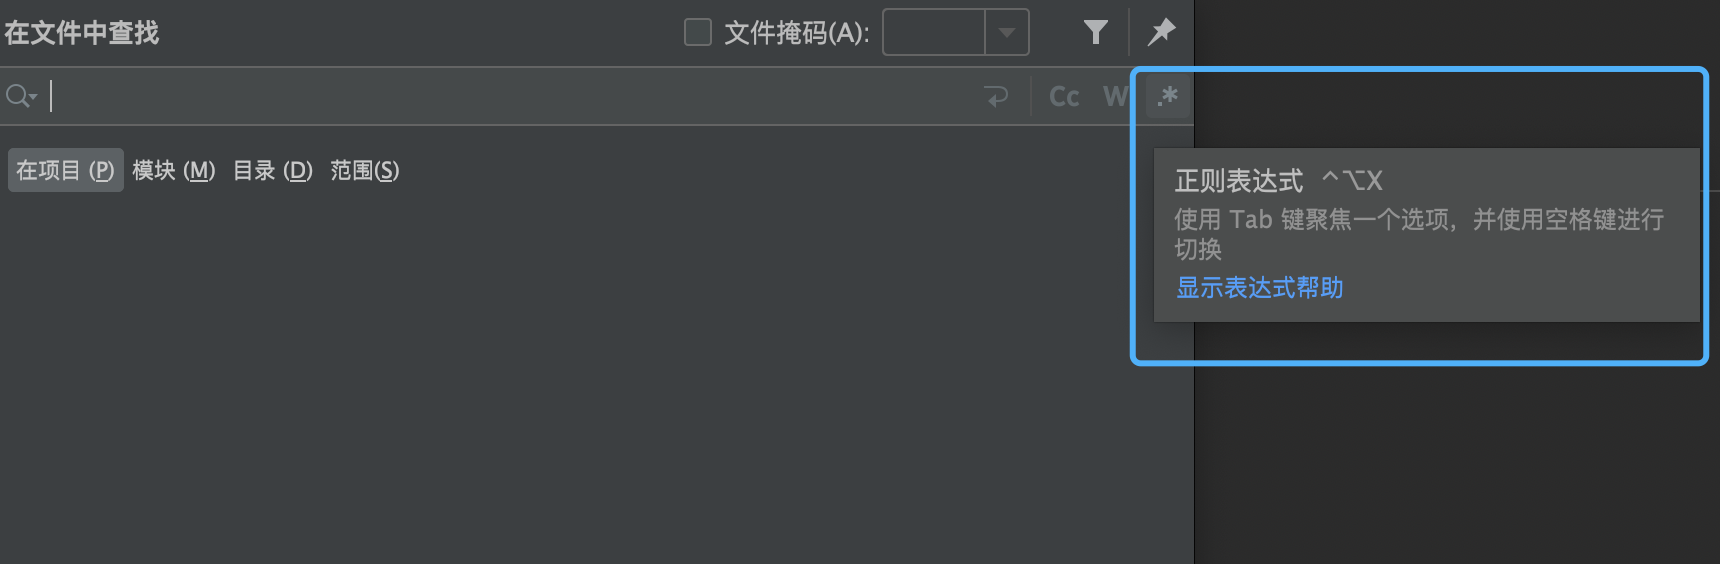 在文件中查找
文件掩码(A):
Cc W .*
在项目 (P) 模块 (M) 目录 (D) 范围(S)
正则表达式 ^⌥X
使用 Tab 键聚焦一个选项，并使用空格键进行
切换
显示表达式帮助